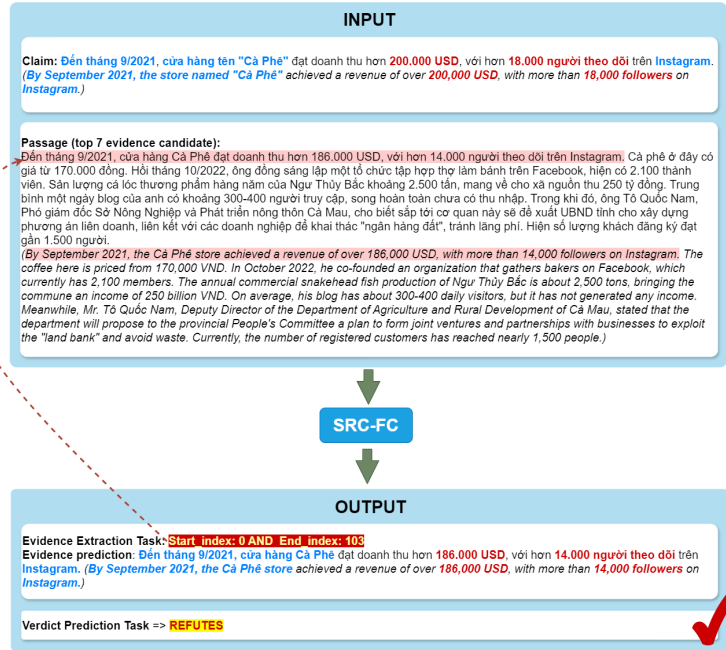 INPUT
Claim: Đến tháng 9/2021, cửa hàng tên "Cà Phê" đạt doanh thu hơn 200.000 USD, với hơn 18.000 người theo dõi trên Instagram.
(By September 2021, the store named "Cà Phê" achieved a revenue of over 200,000 USD, with more than 18,000 followers on
Instagram.)
Passage (top 7 evidence candidate):
Đến tháng 9/2021, cửa hàng Cà Phê đạt doanh thu hơn 186.000 USD, với hơn 14.000 người theo dõi trên Instagram. Cà phê ở đây có
giá từ 170.000 đồng. Hồi tháng 10/2022, ông đồng sáng lập một tổ chức tập hợp thợ làm bánh trên Facebook, hiện có 2.100 thành
viên. Sản lượng cá lóc thương phẩm hàng năm của Ngư Thủy Bắc khoảng 2.500 tấn, mang về cho xã nguồn thu 250 tỷ đồng. Trung
bình một ngày blog của anh có khoảng 300-400 người truy cập, song hoàn toàn chưa có thu nhập. Trong khi đó, ông Tô Quốc Nam,
Phó giám đốc Sở Nông Nghiệp và Phát triển nông thôn Cà Mau, cho biết sắp tới cơ quan này sẽ đề xuất UBND tỉnh cho xây dựng
phương án liên doanh, liên kết với các doanh nghiệp để khai thác "ngân hàng đất", tránh lãng phí. Hiện số lượng khách đăng ký đạt
gần 1.500 người.
(By September 2021, the Cà Phê store achieved a revenue of over 186,000 USD, with more than 14,000 followers on Instagram. The
coffee here is priced from 170,000 VND. In October 2022, he co-founded an organization that gathers bakers on Facebook, which
currently has 2,100 members. The annual commercial snakehead fish production of Ngư Thủy Bắc is about 2,500 tons, bringing the
commune an income of 250 billion VND. On average, his blog has about 300-400 daily visitors, but it has not generated any income.
Meanwhile, Mr. Tô Quốc Nam, Deputy Director of the Department of Agriculture and Rural Development of Cà Mau, stated that the
department will propose to the provincial People's Committee a plan to form joint ventures and partnerships with businesses to exploit
the "land bank" and avoid waste. Currently, the number of registered customers has reached nearly 1,500 people.)
SRC-FC
OUTPUT
Evidence Extraction Task: Start_index: 0 AND End_index: 103
Evidence prediction: Đến tháng 9/2021, cửa hàng Cà Phê đạt doanh thu hơn 186.000 USD, với hơn 14.000 người theo dõi trên
Instagram. (By September 2021, the Cà Phê store achieved a revenue of over 186,000 USD, with more than 14,000 followers on
Instagram.)
Verdict Prediction Task => REFUTES